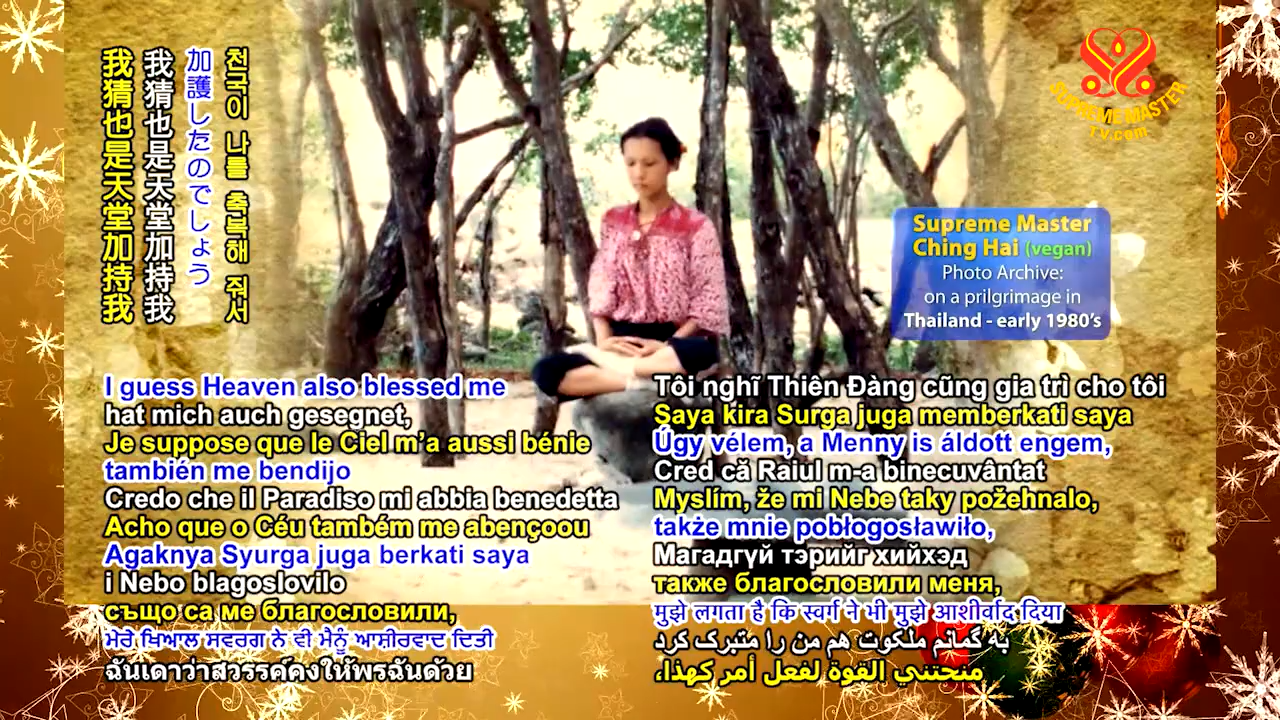 我猜也是天堂加持我
我猜也是天堂加持我
加護したのでしょう
천국이 나를 축복해 줘서
SUPREME MASTER
TV.com
Supreme Master
Ching Hai (vegan)
Photo Archive:
on a prilgrimage in
Thailand - early 1980’s
I guess Heaven also blessed me
hat mich auch gesegnet,
Je suppose que le Ciel m’a aussi bénie
también me bendijo
Credo che il Paradiso mi abbia benedetta
Acho que o Céu também me abençoou
Agaknya Syurga juga berkati saya
i Nebo blagoslovilo
също са ме благословили,
ਮੇਰੇ ਖਿਆਲ ਸਵਰਗ ਨੇ ਵੀ ਮੈਨੂੰ ਆਸ਼ੀਰਵਾਦ ਦਿਤੀ
ฉันเดาว่าสวรรค์คงให้พรฉันด้วย
Tôi nghĩ Thiên Đàng cũng gia trì cho tôi
Saya kira Surga juga memberkati saya
Úgy vélem, a Menny is áldott engem,
Cred că Raiul m-a binecuvântat
Myslím, že mi Nebe taky požehnalo,
także mnie pobłogosławiło,
Магадгүй тэрийг хийхэд
также благословили меня,
मुझे लगता है कि स्वर्ग ने भी मुझे आशीर्वाद दिया
به گمانم ملکوت هم من را متبرک کرد
منحتني القوة لفعل أمر كهذا،